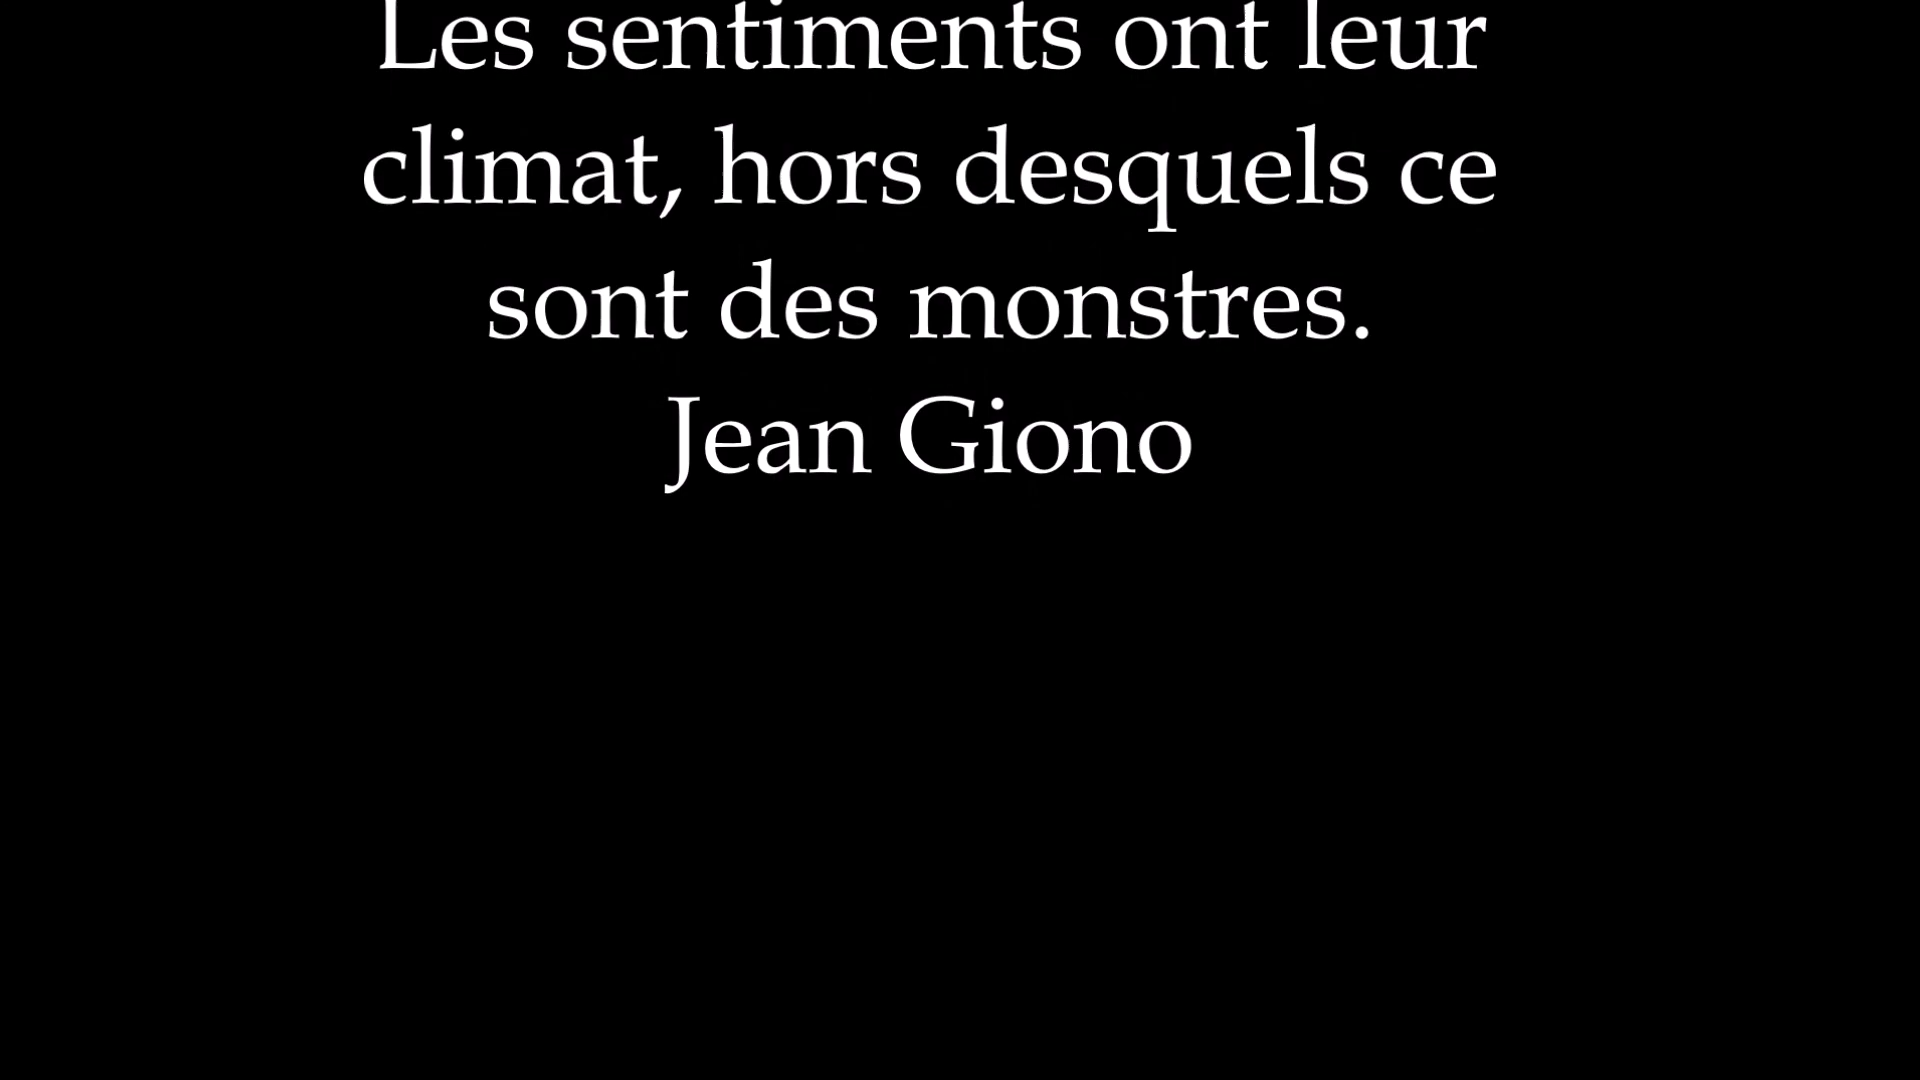 Les sentiments ont leur
climat, hors desquels ce
sont des monstres.
Jean Giono